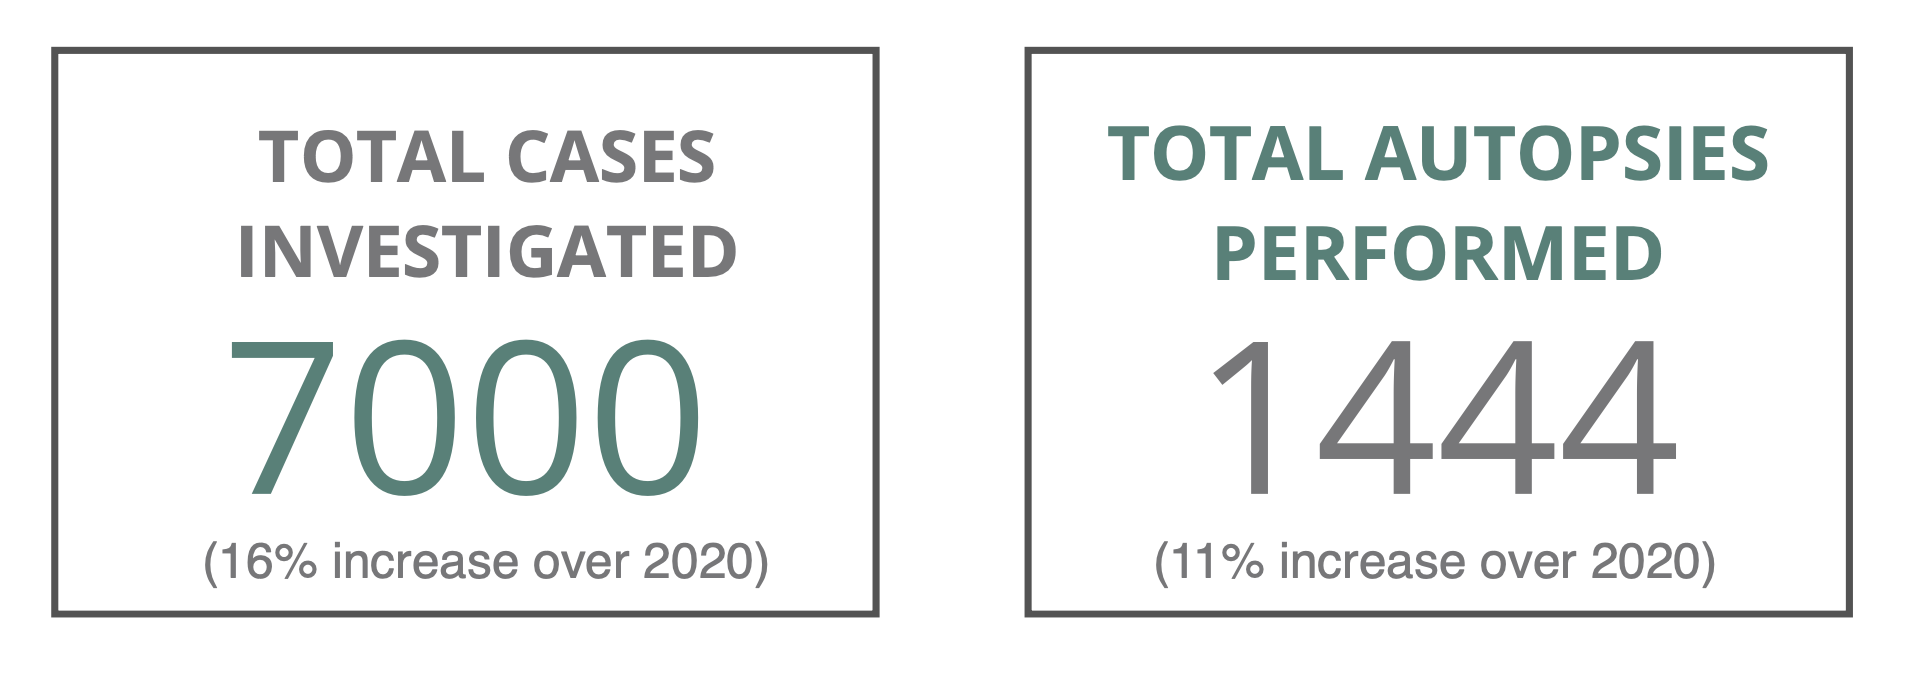 TOTAL CASES
INVESTIGATED
7000
(16% increase over 2020)
TOTAL AUTOPSIES
PERFORMED
1444
(11% increase over 2020)